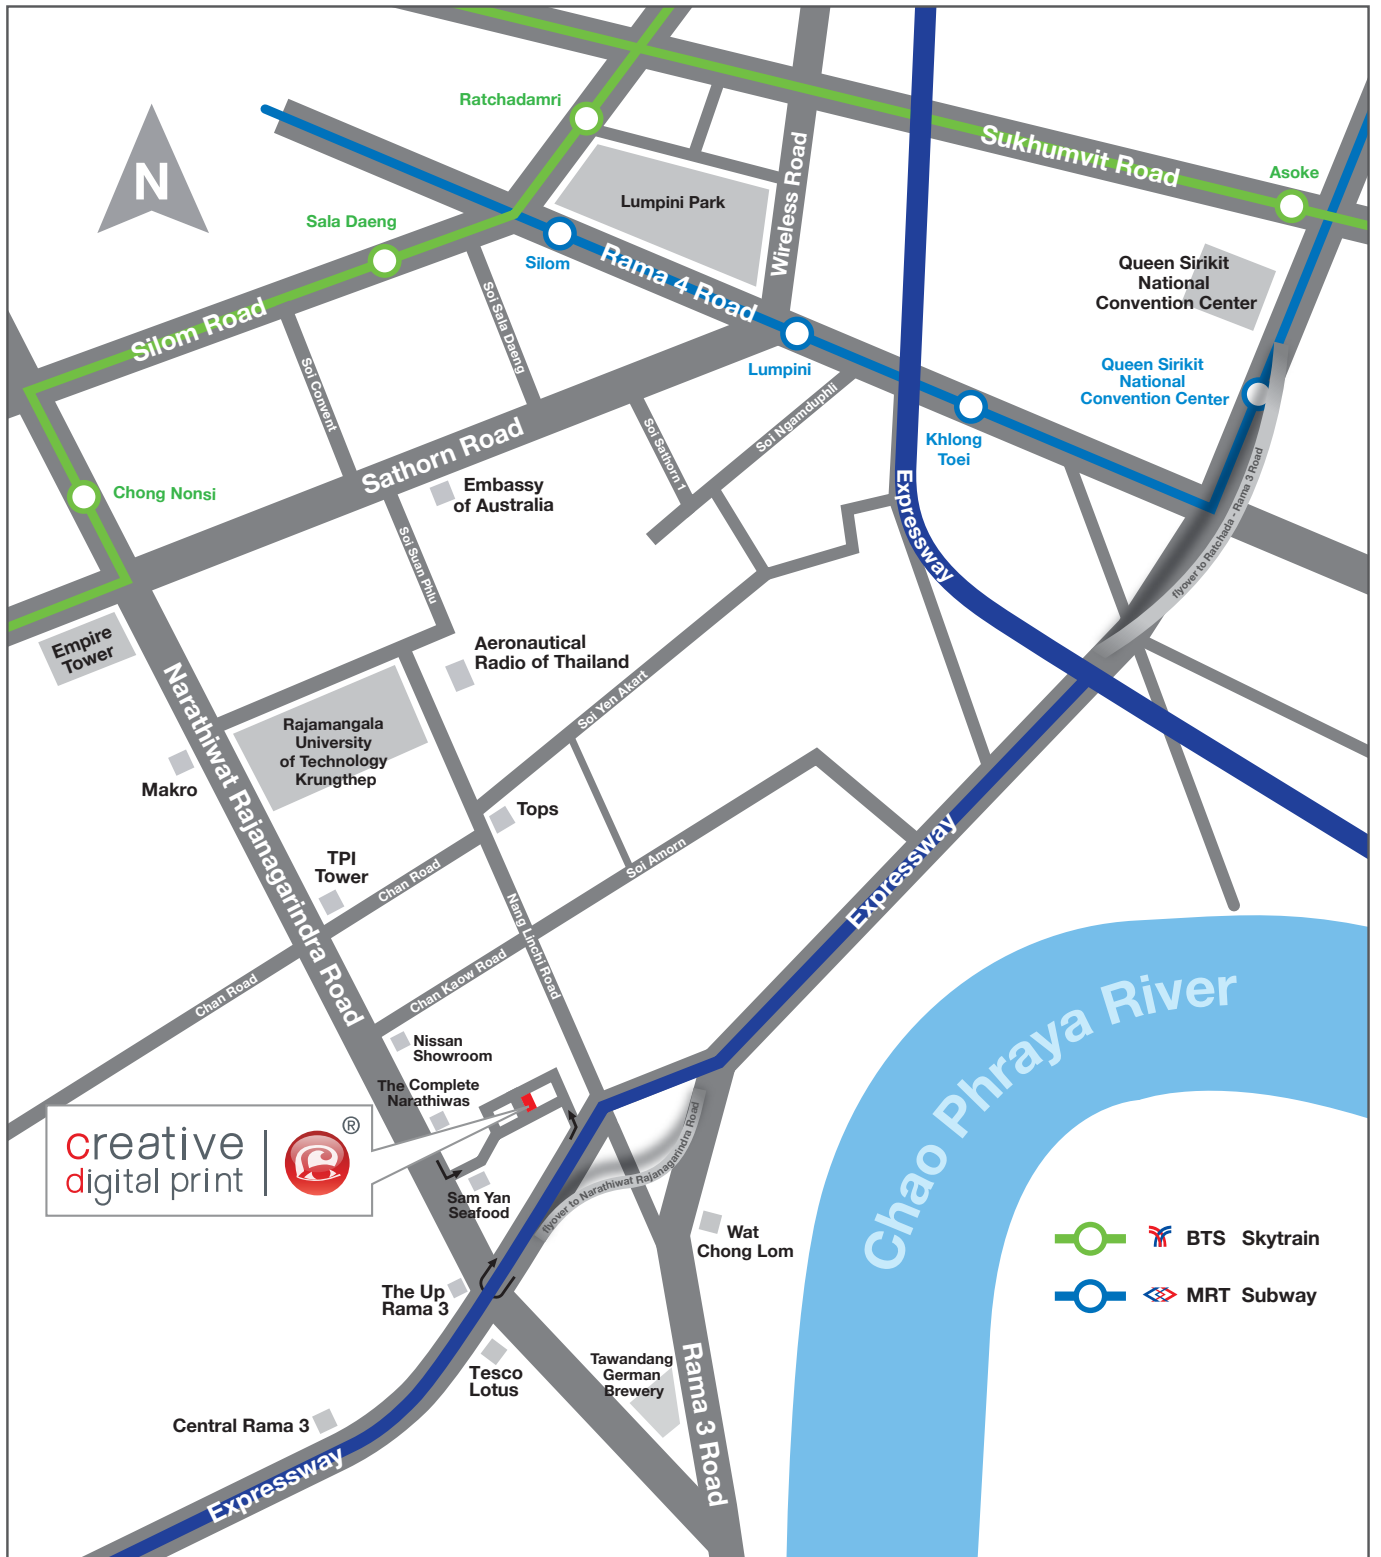 Ratchadamri
Sukhumvit Road
Asoke
N
Wireless Road
Lumpini Park
Sala Daeng
Silom
Rama 4 Road
Queen Sirikit
National
Convention Center
Silom Road
Soi Sala Daeng
Soi Convent
Lumpini
Queen Sirikit
National
Convention Center
Soi Ngamduphli
Khlong
Toei
Sathorn Road
Soi Sathorn 1
Chong Nonsi
Embassy
of Australia
Expressway
flyover to Ratchada - Rama 3 Road
Soi Suan Phlu
Empire
Tower
Aeronautical
Radio of Thailand
Soi Yen Akart
Narathiwat Rajanagarindra Road
Rajamangala
University
of Technology
Krungthep
Makro
Tops
TPI
Tower
Chan Road
Soi Amorn
Expressway
Nang Linchi Road
Chan Road
Chan Kaow Road
Chao Phraya River
Nissan
Showroom
The Complete
Narathiwas
creative
digital print
®
Sam Yan
Seafood
flyover to Narathiwat Rajanagarindra Road
Wat
Chong Lom
BTS Skytrain
The Up
Rama 3
MRT Subway
Tesco
Lotus
Tawandang
German
Brewery
Rama 3 Road
Central Rama 3
Expressway